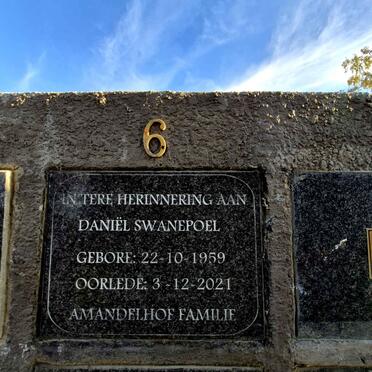 6
IN TERE HERINNERING AAN
DANIËL SWANEPOEL
GEBORE: 22-10-1959
OORLEDE: 3 -12-2021
AMANDELHOF FAMILIE